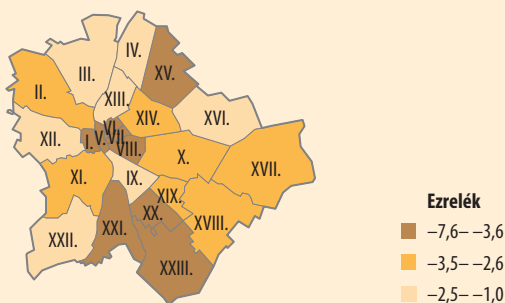 IV.
III.
XV.
II.
XIII.
VI.
XIV.
XVI.
XII.
I.
V.
VII.
VIII.
X.
XVII.
XI.
IX.
XIX.
XX.
XVIII.
XXII.
XXI.
XXIII.
Ezrelék
–7,6– –3,6
–3,5– –2,6
–2,5– –1,0